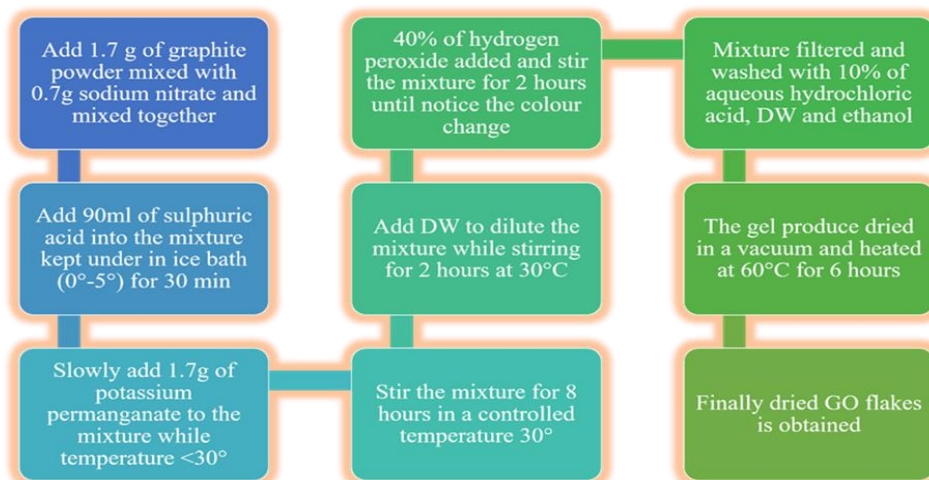 Add 1.7 g of graphite
powder mixed with
0.7g sodium nitrate and
mixed together
Add 90ml of sulphuric
acid into the mixture
kept under in ice bath
(0°-5°) for 30 min
Slowly add 1.7g of
potassium
permanganate to the
mixture while
temperature <30°
Stir the mixture for 8
hours in a controlled
temperature 30°
Add DW to dilute the
mixture while stirring
for 2 hours at 30°C
40% of hydrogen
peroxide added and stir
the mixture for 2 hours
until notice the colour
change
Mixture filtered and
washed with 10% of
aqueous hydrochloric
acid, DW and ethanol
The gel produce dried
in a vacuum and heated
at 60°C for 6 hours
Finally dried GO flakes
is obtained